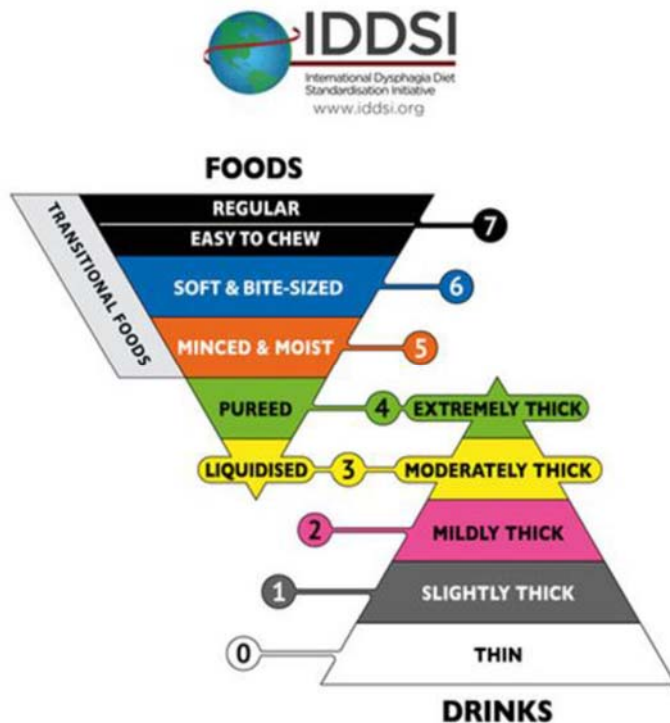 IDDSI
International Dysphagia Diet
Standardisation Initiative
www.iddsi.org
FOODS
TRANSITIONAL FOODS
REGULAR
EASY TO CHEW
7
SOFT & BITE-SIZED
6
MINCED & MOIST
5
PUREED
4
EXTREMELY THICK
LIQUIDISED
3
MODERATELY THICK
2
MILDLY THICK
1
SLIGHTLY THICK
0
THIN
DRINKS